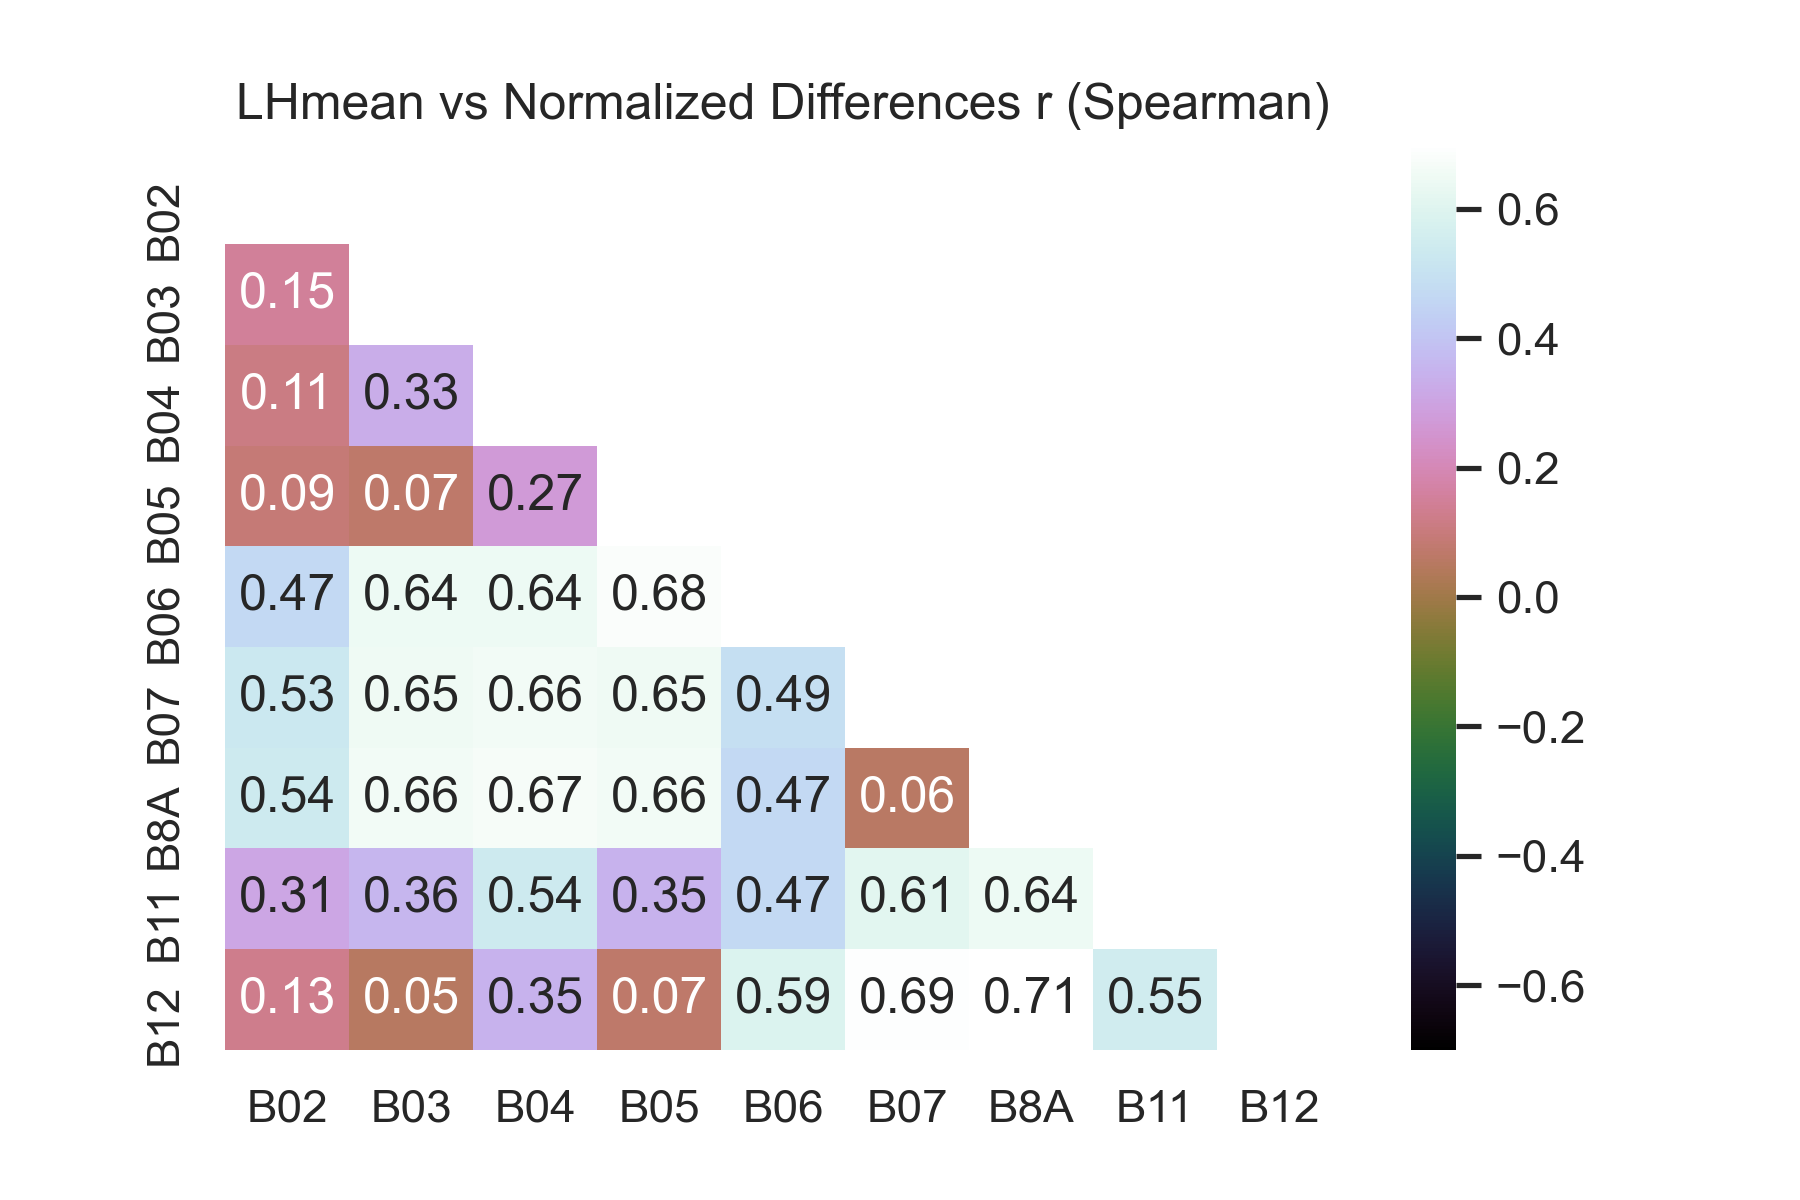 LHmean vs Normalized Differences r (Spearman)
B02
B03 0.15
B04 0.11 0.33
B05 0.09 0.07 0.27
B06 0.47 0.64 0.64 0.68
B07 0.53 0.65 0.66 0.65 0.49
B8A 0.54 0.66 0.67 0.66 0.47 0.06
B11 0.31 0.36 0.54 0.35 0.47 0.61 0.64
B12 0.13 0.05 0.35 0.07 0.59 0.69 0.71 0.55
B02 B03 B04 B05 B06 B07 B8A B11 B12
0.6
0.4
0.2
0.0
−0.2
−0.4
−0.6